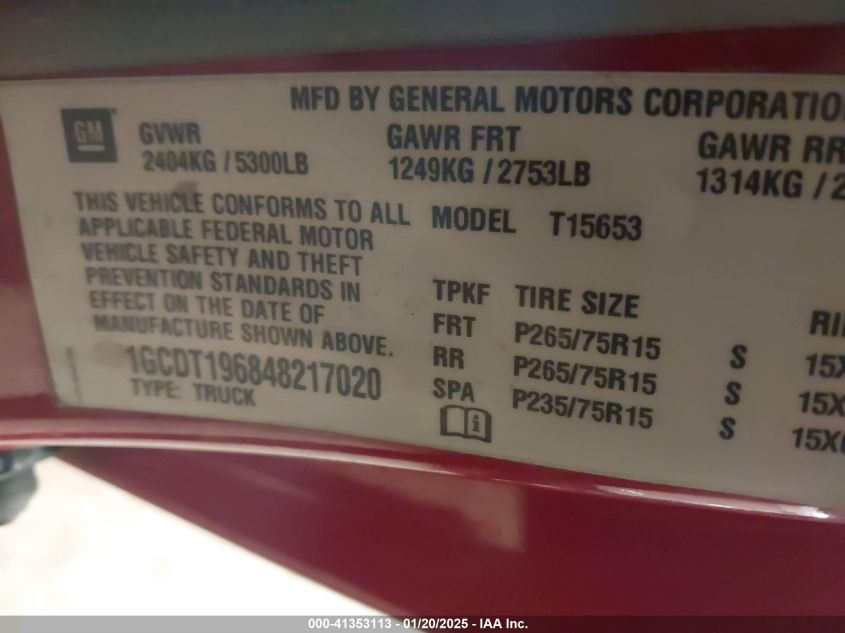 MFD BY GENERAL MOTORS CORPORATION
GM
GVWR GAWR FRT GAWR RR
2404KG / 5300LB 1249KG / 2753LB 1314KG / 2
THIS VEHICLE CONFORMS TO ALL
APPLICABLE FEDERAL MOTOR
VEHICLE SAFETY AND THEFT
PREVENTION STANDARDS IN
EFFECT ON THE DATE OF
MANUFACTURE SHOWN ABOVE.
1GCDT196848217020
TYPE: TRUCK
MODEL T15653
TPKF TIRE SIZE RI
FRT P265/75R15 S 15X
RR P265/75R15 S 15X
SPA P235/75R15 S 15X
000-41353113 - 01/20/2025 - IAA Inc.